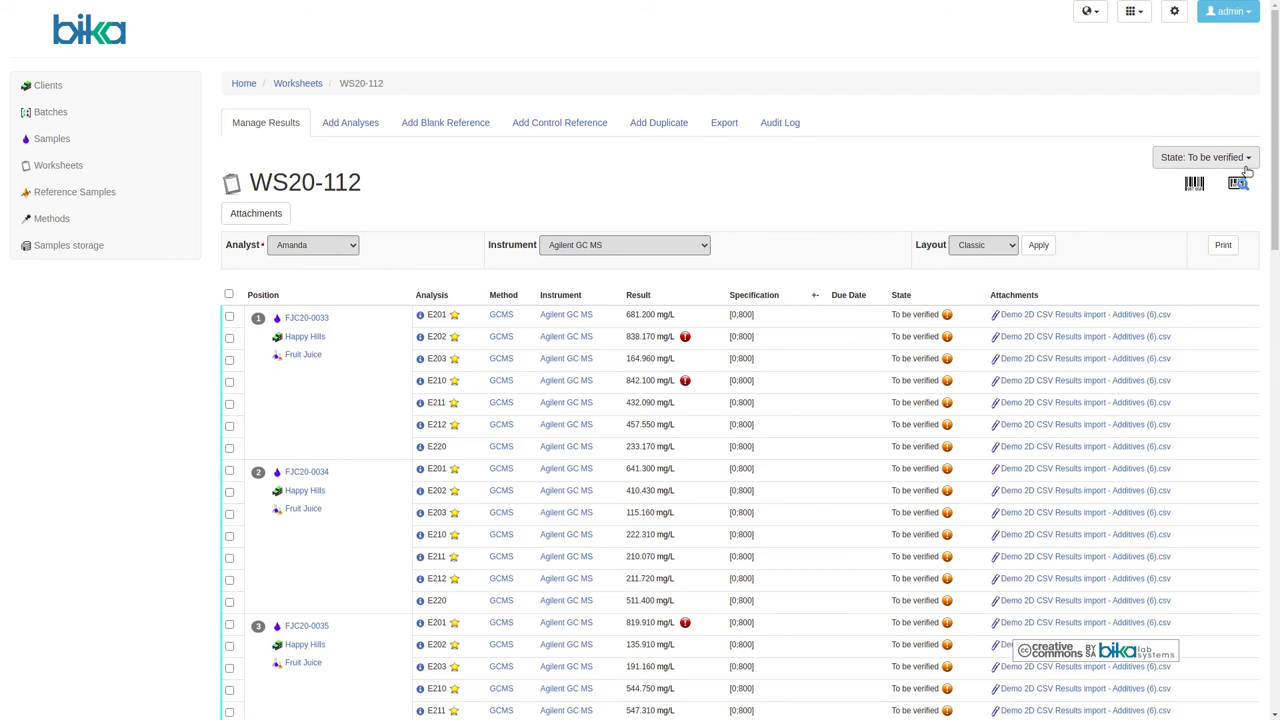 bika
admin
Clients
Batches
Samples
Worksheets
Reference Samples
Methods
Samples storage
Home / Worksheets / WS20-112
Manage Results Add Analyses Add Blank Reference Add Control Reference Add Duplicate Export Audit Log
State: To be verified
WS20-112
Attachments
Analyst Amanda Instrument Agilent GC MS Layout Classic Apply Print
Position Analysis Method Instrument Result Specification +- Due Date State Attachments
1 FJC20-0033 E201 GCMS Agilent GC MS 681.200 mg/L [0;800] To be verified Demo 2D CSV Results import - Additives (6).csv
Happy Hills E202 GCMS Agilent GC MS 838.170 mg/L [0;800] To be verified Demo 2D CSV Results import - Additives (6).csv
Fruit Juice E203 GCMS Agilent GC MS 164.960 mg/L [0;800] To be verified Demo 2D CSV Results import - Additives (6).csv
E210 GCMS Agilent GC MS 842.100 mg/L [0;800] To be verified Demo 2D CSV Results import - Additives (6).csv
E211 GCMS Agilent GC MS 432.090 mg/L [0;800] To be verified Demo 2D CSV Results import - Additives (6).csv
E212 GCMS Agilent GC MS 457.550 mg/L [0;800] To be verified Demo 2D CSV Results import - Additives (6).csv
E220 GCMS Agilent GC MS 233.170 mg/L [0;800] To be verified Demo 2D CSV Results import - Additives (6).csv
2 FJC20-0034 E201 GCMS Agilent GC MS 641.300 mg/L [0;800] To be verified Demo 2D CSV Results import - Additives (6).csv
Happy Hills E202 GCMS Agilent GC MS 410.430 mg/L [0;800] To be verified Demo 2D CSV Results import - Additives (6).csv
Fruit Juice E203 GCMS Agilent GC MS 115.160 mg/L [0;800] To be verified Demo 2D CSV Results import - Additives (6).csv
E210 GCMS Agilent GC MS 222.310 mg/L [0;800] To be verified Demo 2D CSV Results import - Additives (6).csv
E211 GCMS Agilent GC MS 210.070 mg/L [0;800] To be verified Demo 2D CSV Results import - Additives (6).csv
E212 GCMS Agilent GC MS 211.720 mg/L [0;800] To be verified Demo 2D CSV Results import - Additives (6).csv
E220 GCMS Agilent GC MS 511.400 mg/L [0;800] To be verified Demo 2D CSV Results import - Additives (6).csv
3 FJC20-0035 E201 GCMS Agilent GC MS 819.910 mg/L [0;800] To be verified Demo 2D CSV Results import - Additives (6).csv
Happy Hills E202 GCMS Agilent GC MS 135.910 mg/L [0;800] To be verified
cc creative commons BY SA bika lab systems
Fruit Juice E203 GCMS Agilent GC MS 191.160 mg/L [0;800] To be verified Demo 2D CSV Results import - Additives (6).csv
E210 GCMS Agilent GC MS 544.750 mg/L [0;800] To be verified Demo 2D CSV Results import - Additives (6).csv
E211 GCMS Agilent GC MS 547.310 mg/L [0;800] To be verified Demo 2D CSV Results import - Additives (6).csv